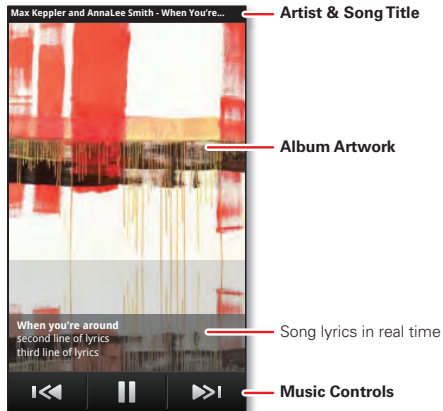 Max Keppler and AnnaLee Smith - When You're...
Artist & Song Title
Album Artwork
When you're around
second line of lyrics
third line of lyrics
Song lyrics in real time
Music Controls